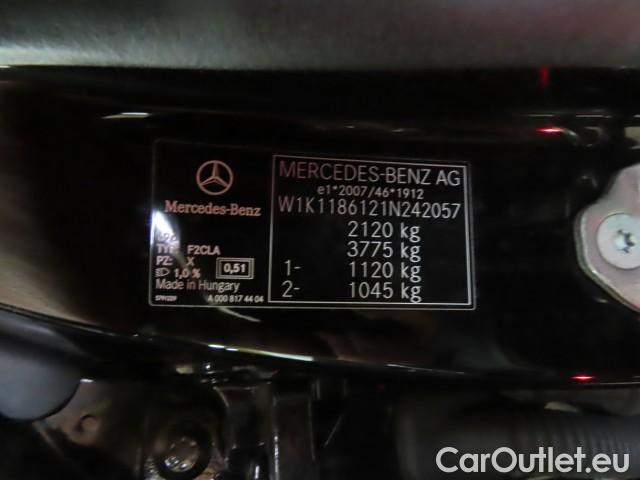 Mercedes-Benz
696
TYP: F2CLA
PZ: X
1,0 % 0,51
Made in Hungary
A 000 817 44 04
MERCEDES-BENZ AG
e1*2007/46*1912
W1K1186121N242057
2120 kg
3775 kg
1- 1120 kg
2- 1045 kg
CarOutlet.eu